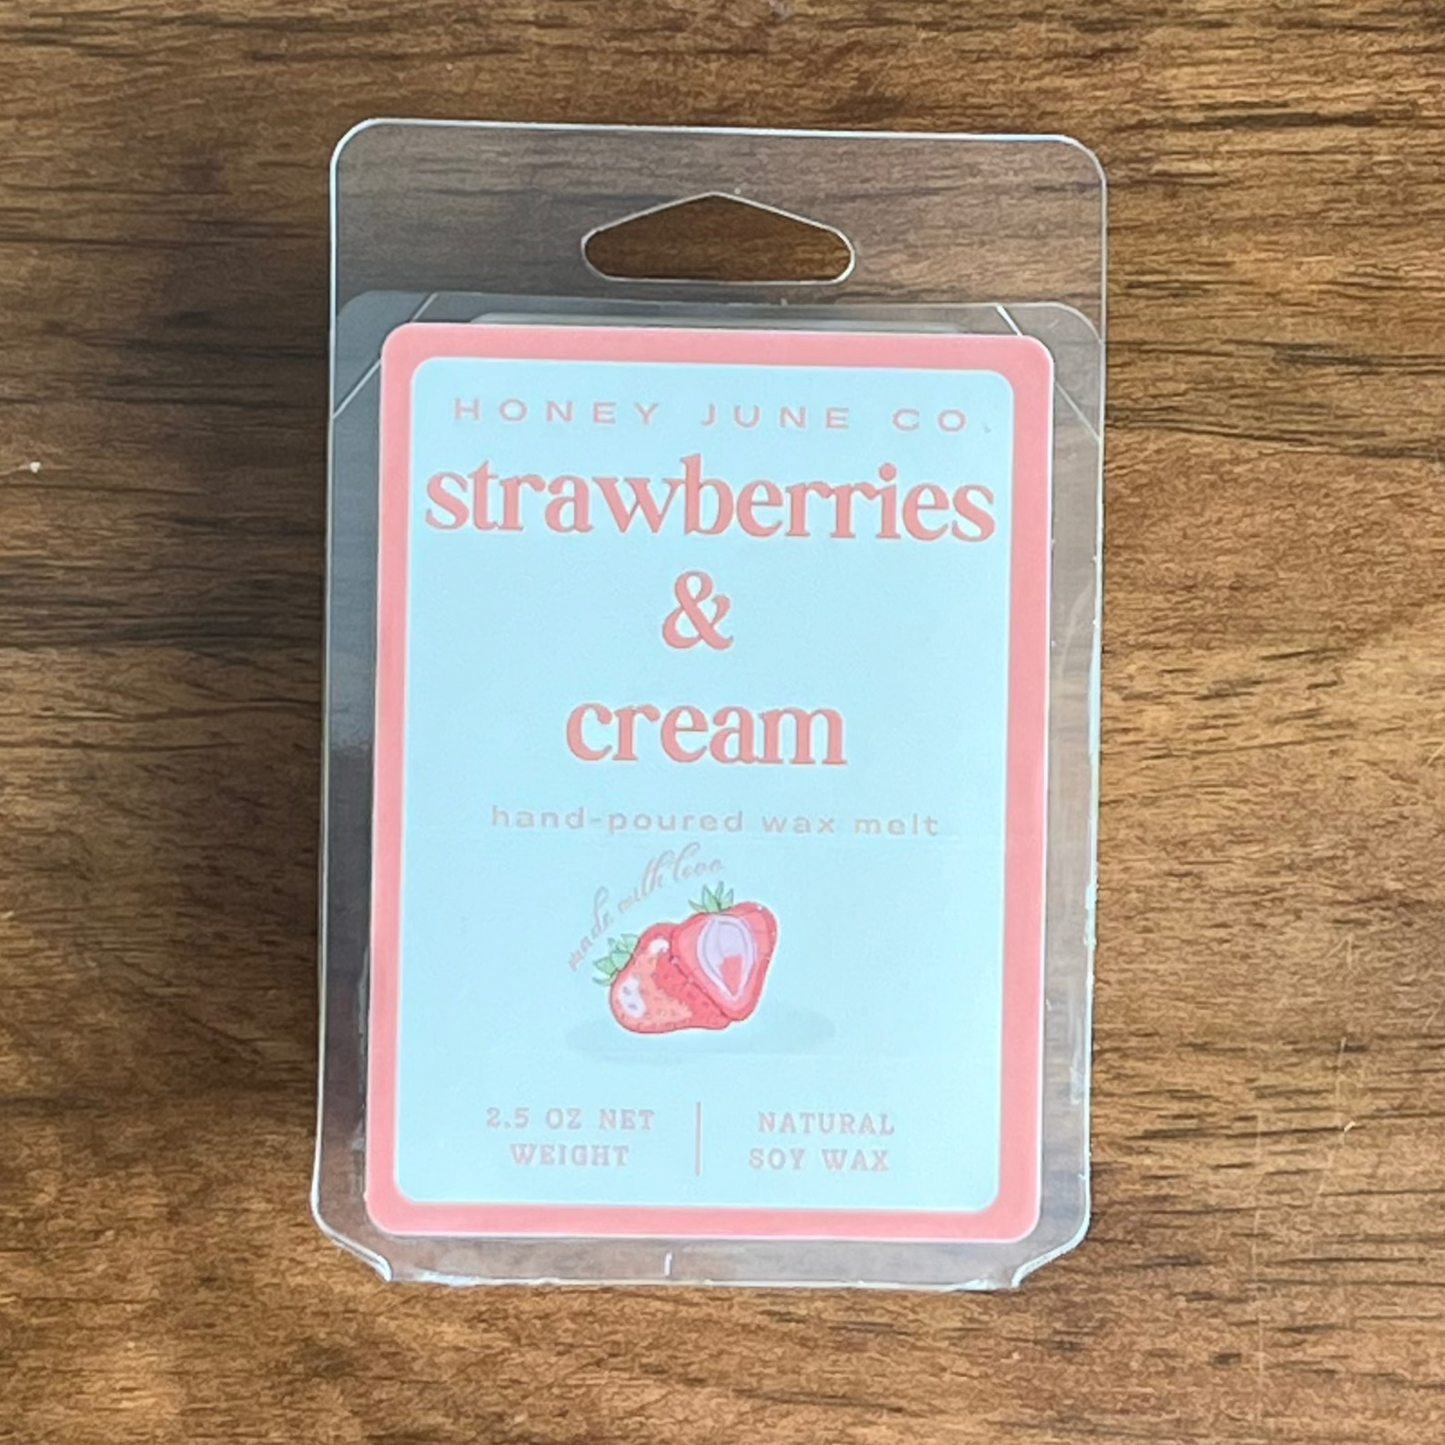 HONEY JUNE CO.
strawberries
&
cream
hand-poured wax melt
made with love
2.5 OZ NET
WEIGHT
NATURAL
SOY WAX